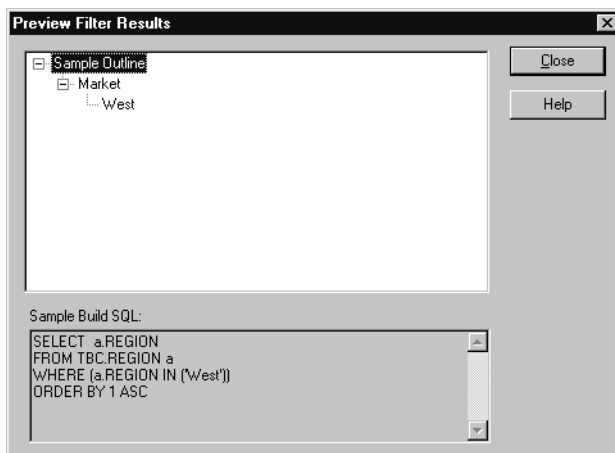 Preview Filter Results
Sample Outline
Market
West
Close
Help
Sample Build SQL:
SELECT a.REGION
FROM TBC.REGION a
WHERE (a.REGION IN ('West'))
ORDER BY 1 ASC